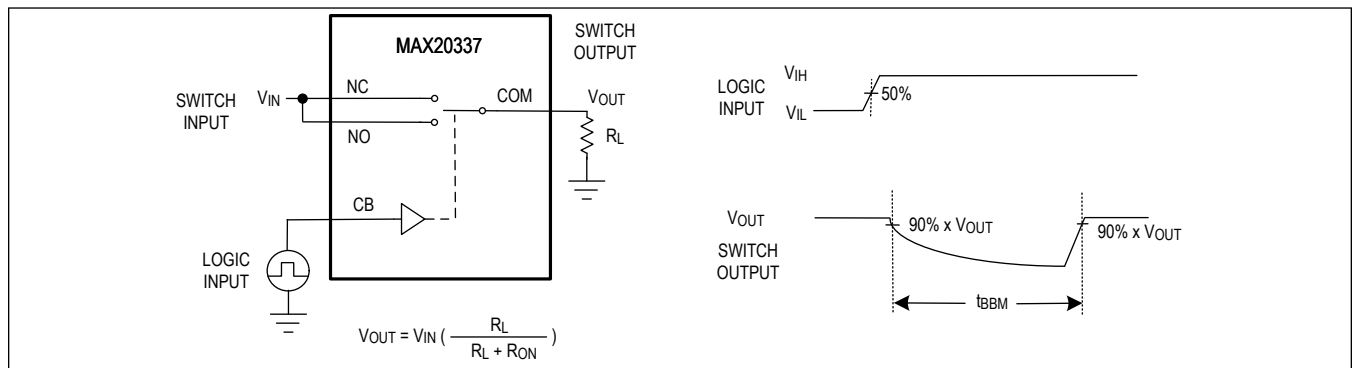 MAX20337
SWITCH
OUTPUT
SWITCH
INPUT
VIN
NC
NO
COM
VOUT
RL
CB
LOGIC
INPUT
VOUT = VIN ( RL / RL + RON )
LOGIC
INPUT
VIH
VIL
50%
VOUT
SWITCH
OUTPUT
90% x VOUT
90% x VOUT
tBBM